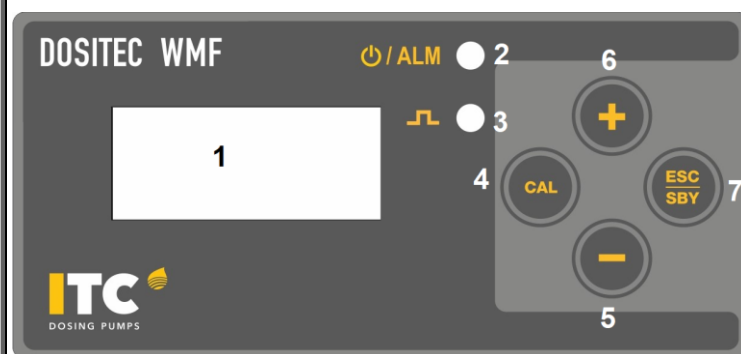 DOSITEC WMF
⏻/ALM 2
3
1
6
+
4 CAL
ESC
SBY
7
−
5
ITC
DOSING PUMPS